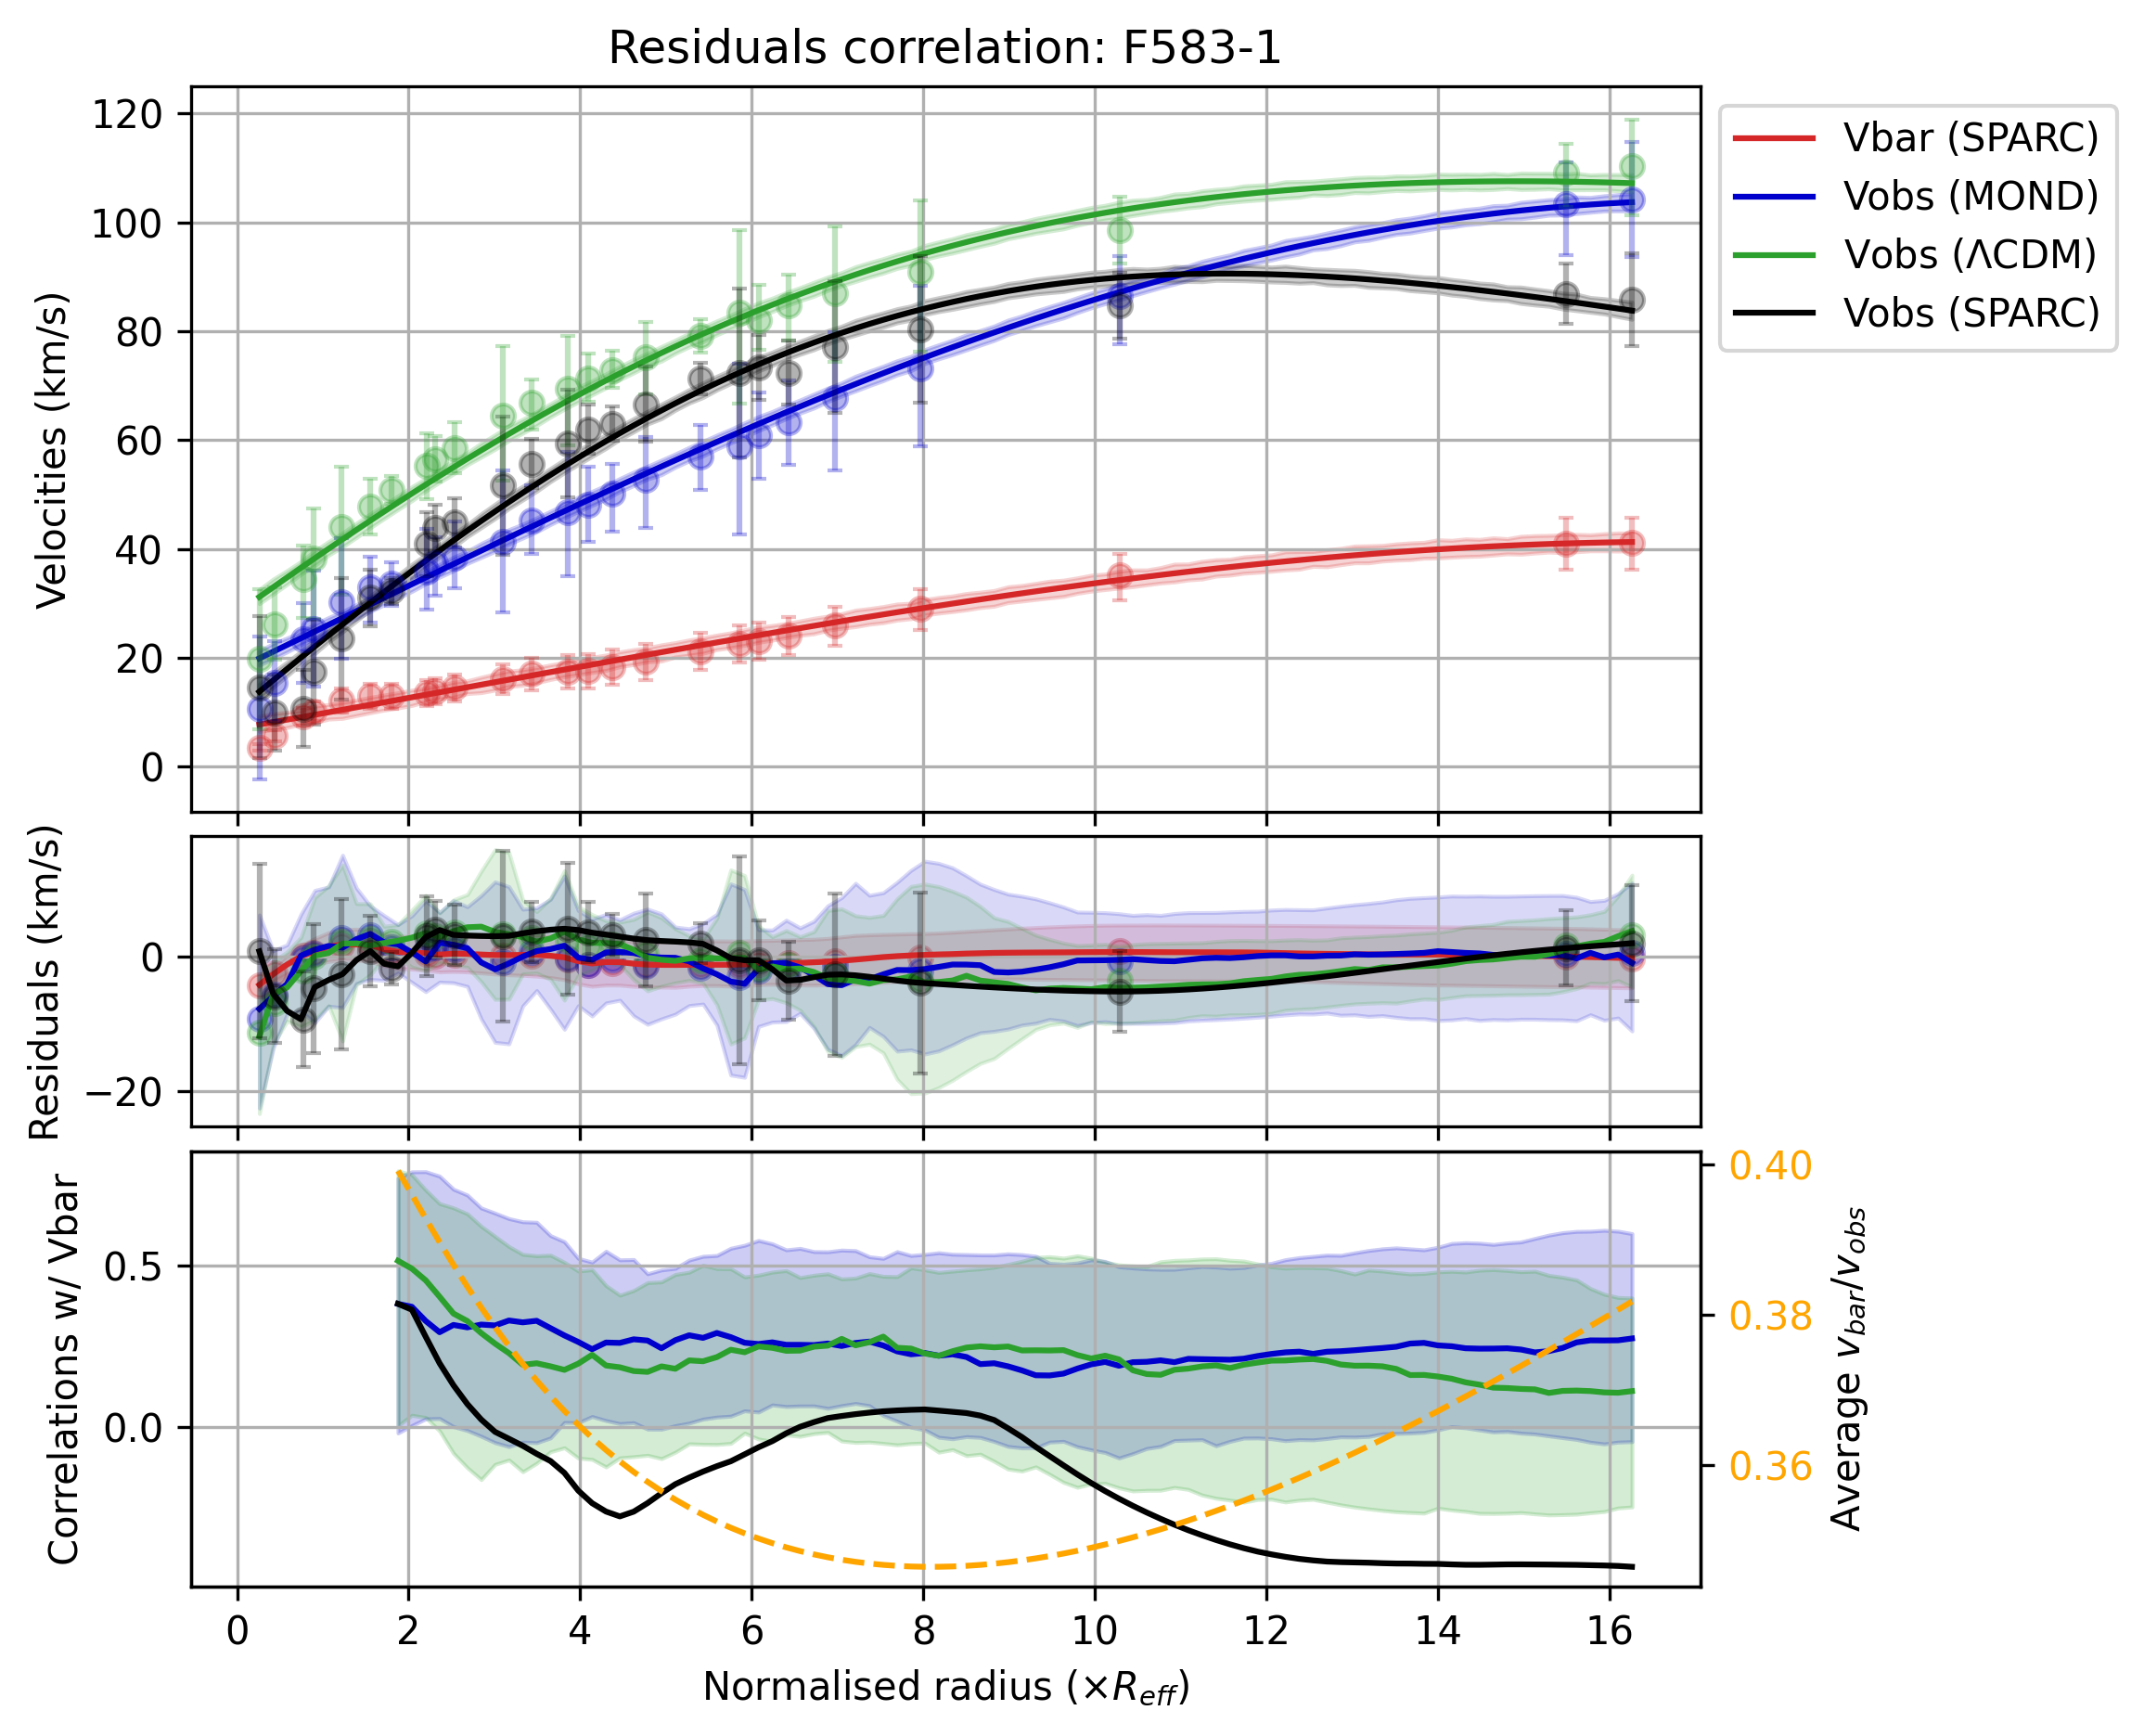 Residuals correlation: F583-1
Velocities (km/s)
120
100
80
60
40
20
0
Vbar (SPARC)
Vobs (MOND)
Vobs (ΛCDM)
Vobs (SPARC)
Residuals (km/s)
0
−20
Correlations w/ Vbar
0.5
0.0
0.40
0.38
0.36
Average v_bar/v_obs
0 2 4 6 8 10 12 14 16
Normalised radius (×R_eff)